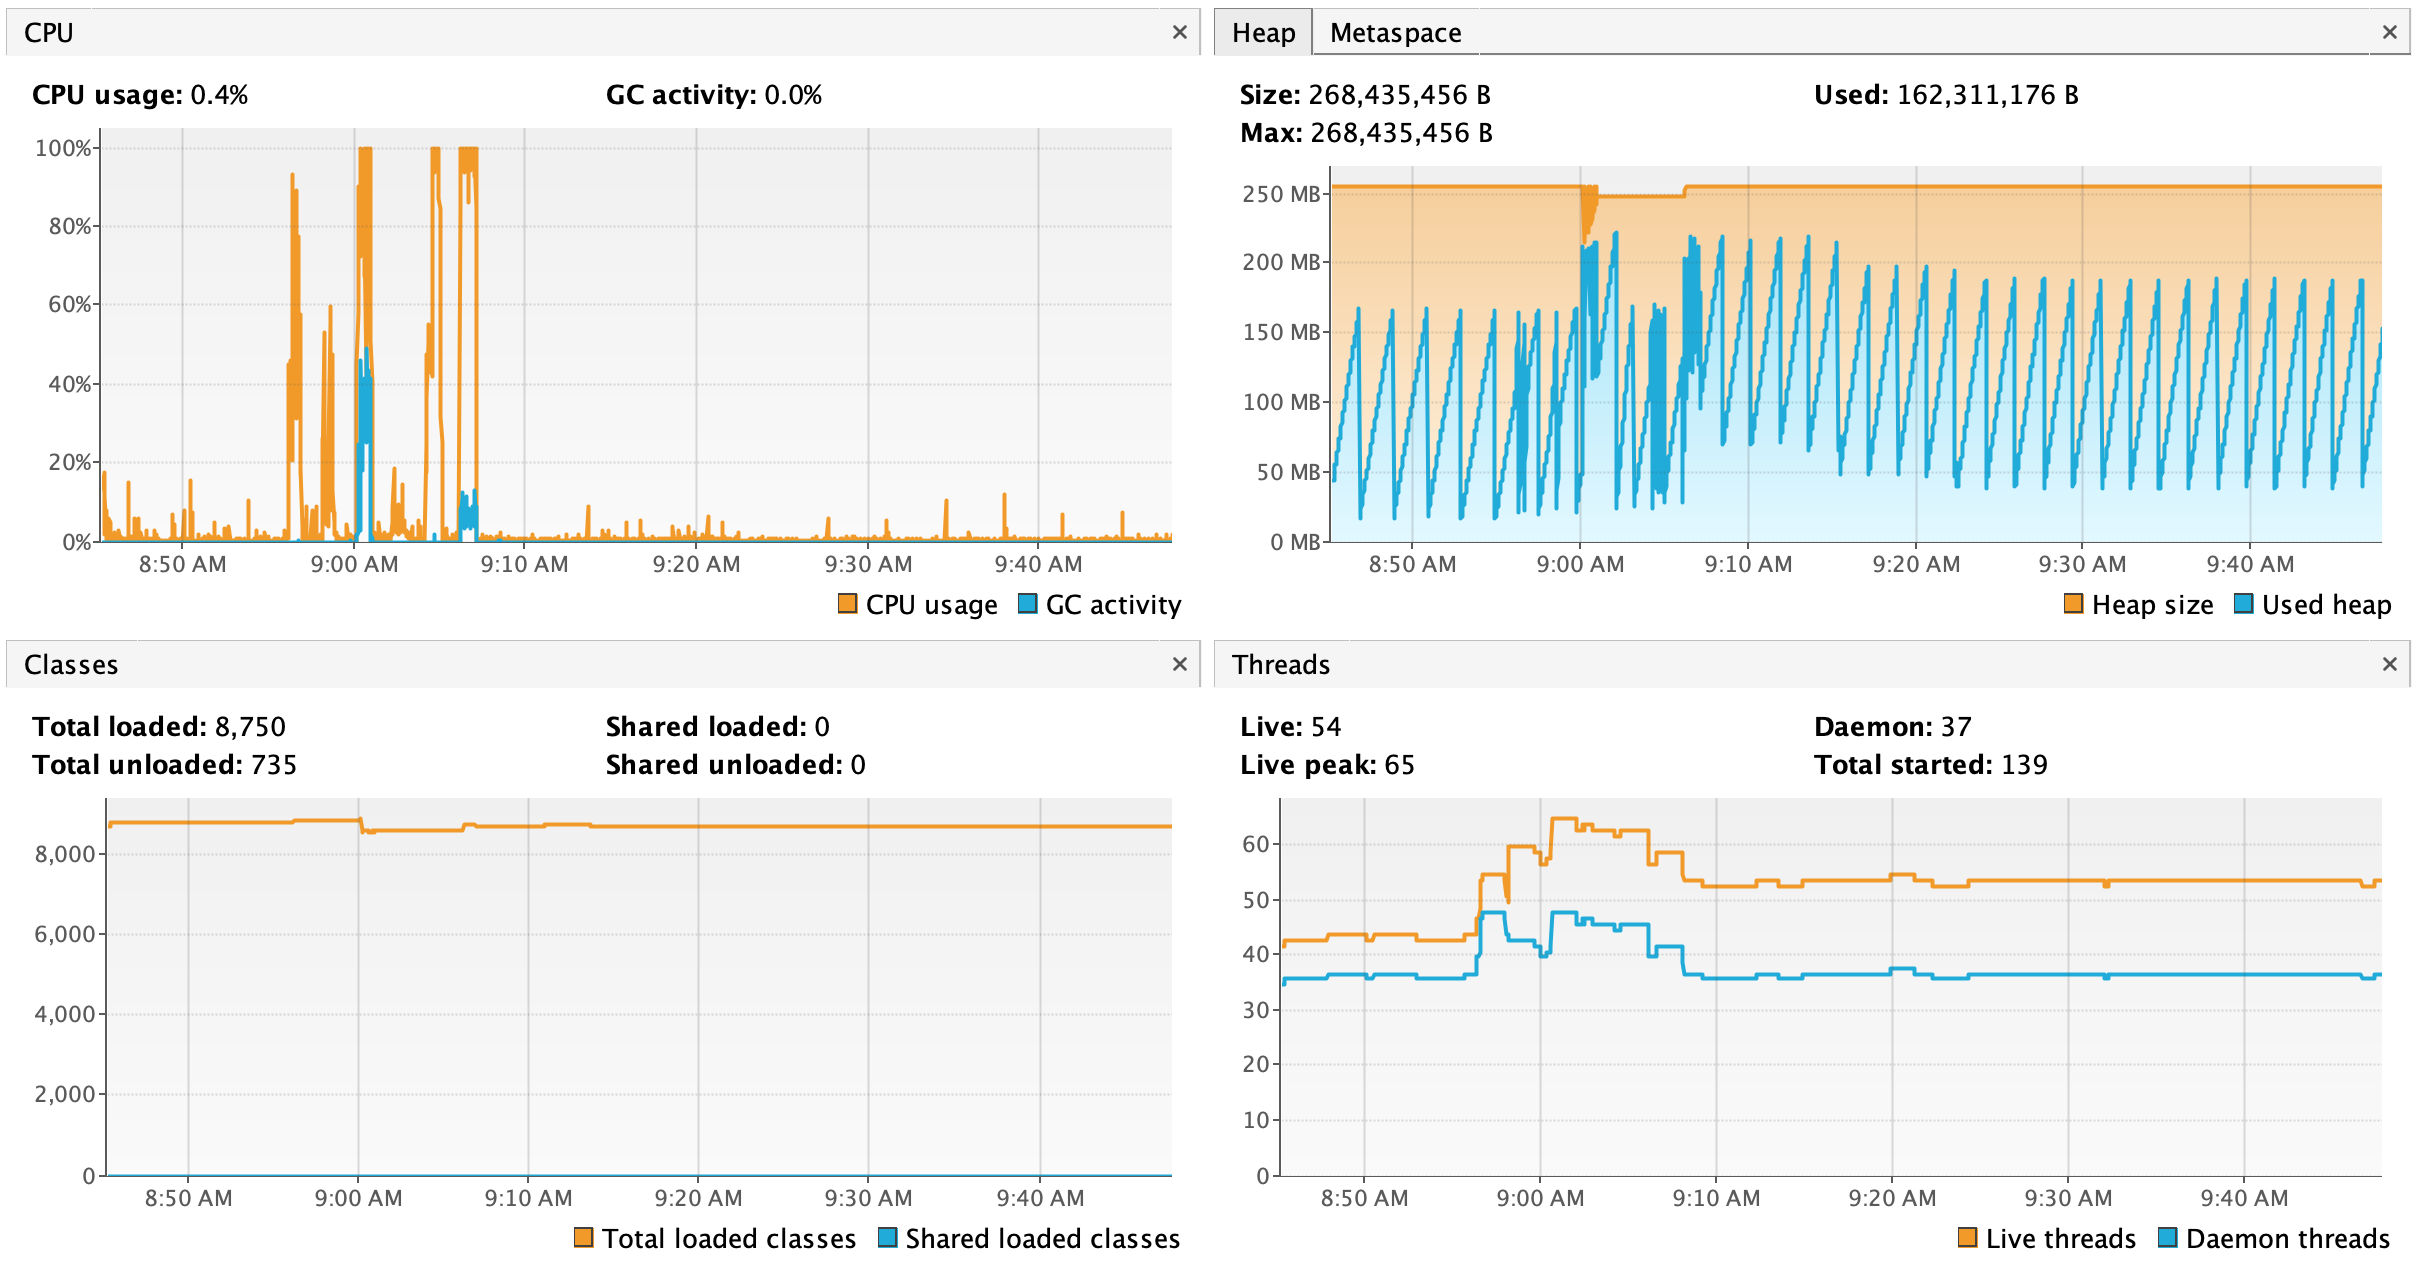 CPU ×
CPU usage: 0.4% GC activity: 0.0%
100%
80%
60%
40%
20%
0%
8:50 AM 9:00 AM 9:10 AM 9:20 AM 9:30 AM 9:40 AM
CPU usage GC activity
Heap Metaspace ×
Size: 268,435,456 B Used: 162,311,176 B
Max: 268,435,456 B
250 MB
200 MB
150 MB
100 MB
50 MB
0 MB
8:50 AM 9:00 AM 9:10 AM 9:20 AM 9:30 AM 9:40 AM
Heap size Used heap
Classes ×
Total loaded: 8,750 Shared loaded: 0
Total unloaded: 735 Shared unloaded: 0
8,000
6,000
4,000
2,000
0
8:50 AM 9:00 AM 9:10 AM 9:20 AM 9:30 AM 9:40 AM
Total loaded classes Shared loaded classes
Threads ×
Live: 54 Daemon: 37
Live peak: 65 Total started: 139
60
50
40
30
20
10
0
8:50 AM 9:00 AM 9:10 AM 9:20 AM 9:30 AM 9:40 AM
Live threads Daemon threads